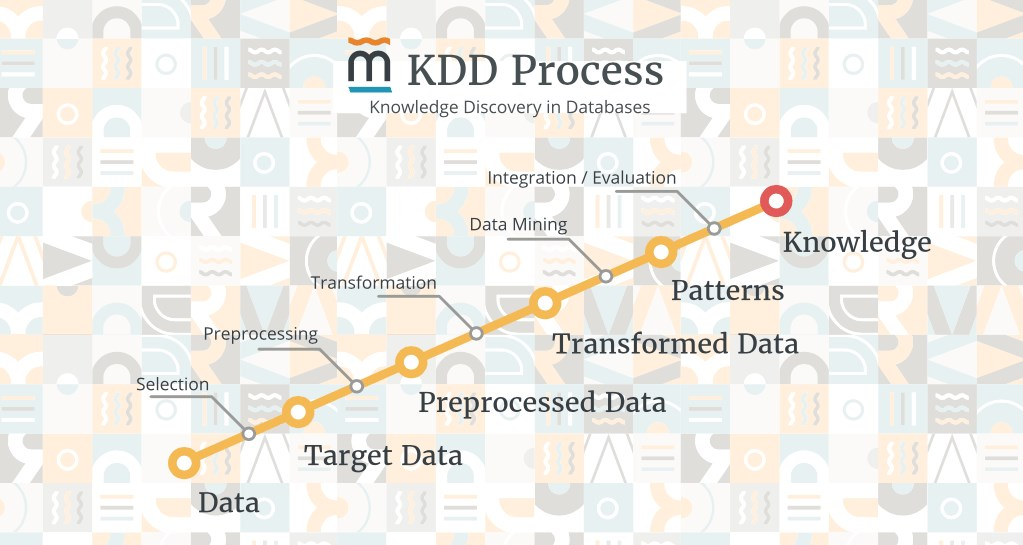 m KDD Process
Knowledge Discovery in Databases
Integration / Evaluation
Knowledge
Data Mining
Patterns
Transformation
Transformed Data
Preprocessing
Preprocessed Data
Selection
Target Data
Data